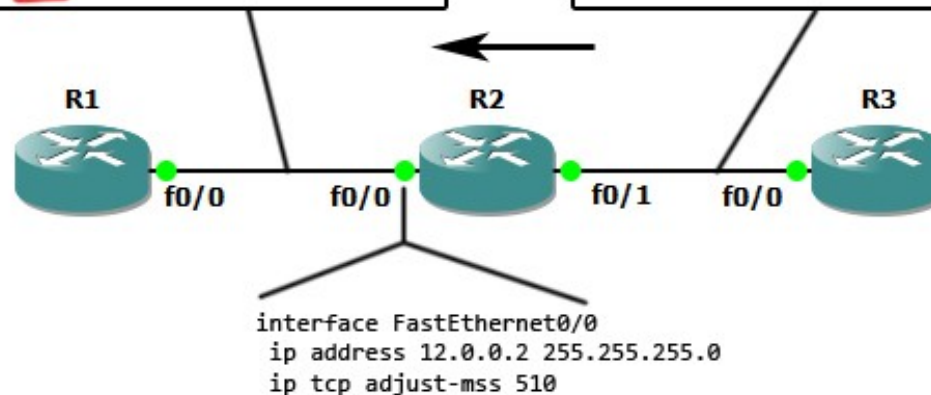 R1
R2
R3
f0/0
f0/0
f0/1
f0/0
interface FastEthernet0/0
ip address 12.0.0.2 255.255.255.0
ip tcp adjust-mss 510